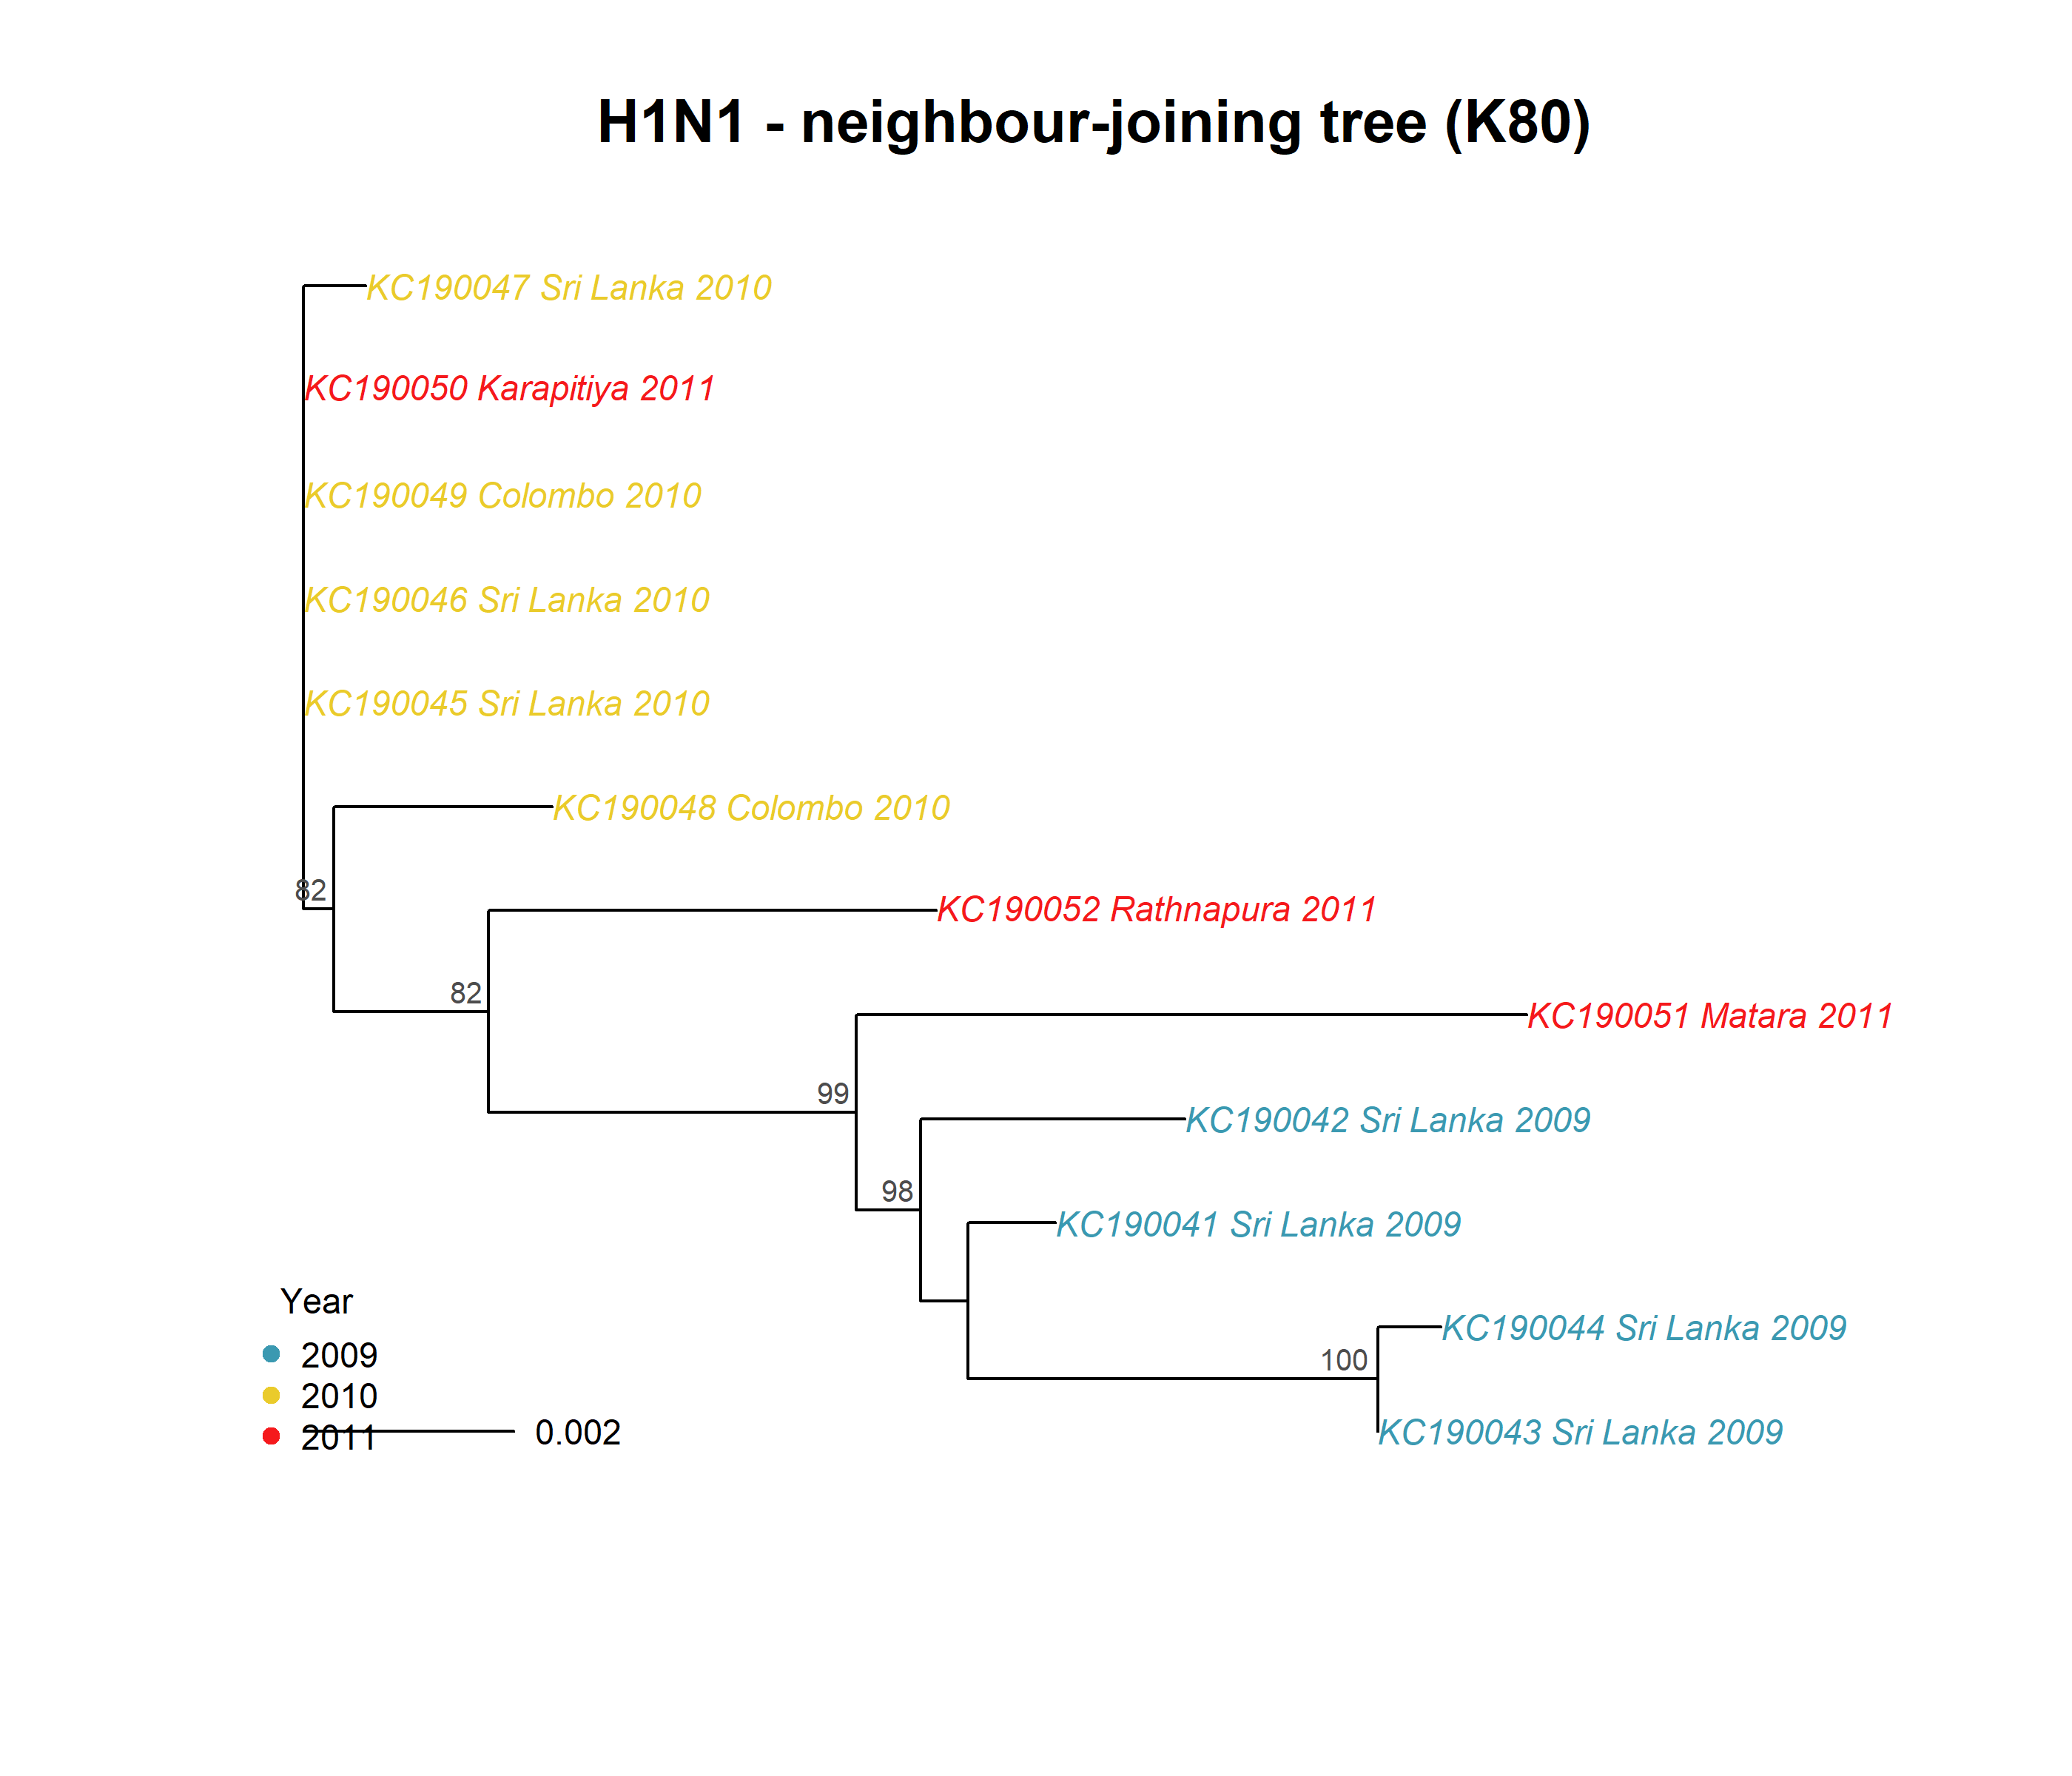 H1N1 - neighbour-joining tree (K80)
KC190047 Sri Lanka 2010
KC190050 Karapitiya 2011
KC190049 Colombo 2010
KC190046 Sri Lanka 2010
KC190045 Sri Lanka 2010
KC190048 Colombo 2010
82
KC190052 Rathnapura 2011
82
KC190051 Matara 2011
99
KC190042 Sri Lanka 2009
98
KC190041 Sri Lanka 2009
KC190044 Sri Lanka 2009
100
KC190043 Sri Lanka 2009
Year
2009
2010
2011
0.002